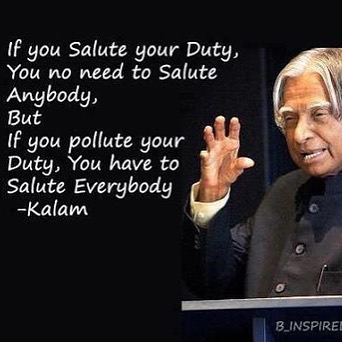 If you Salute your Duty,
You no need to Salute
Anybody,
But
If you pollute your
Duty, You have to
Salute Everybody
-Kalam
B_INSPIRED